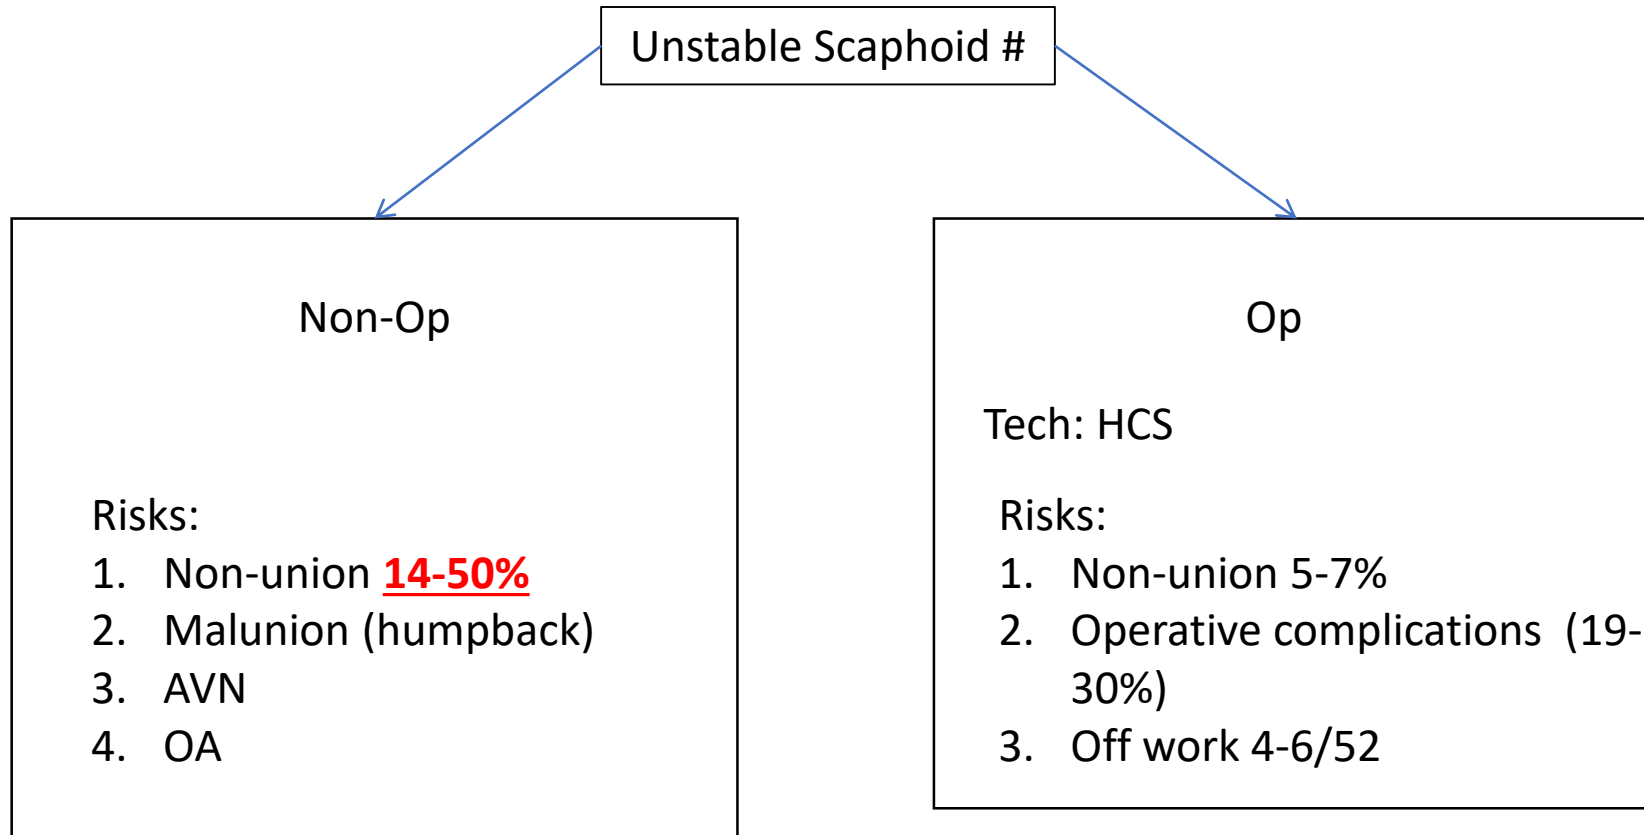 Unstable Scaphoid #
Non-Op
Risks:
1. Non-union 14-50%
2. Malunion (humpback)
3. AVN
4. OA
Op
Tech: HCS
Risks:
1. Non-union 5-7%
2. Operative complications (19-
30%)
3. Off work 4-6/52